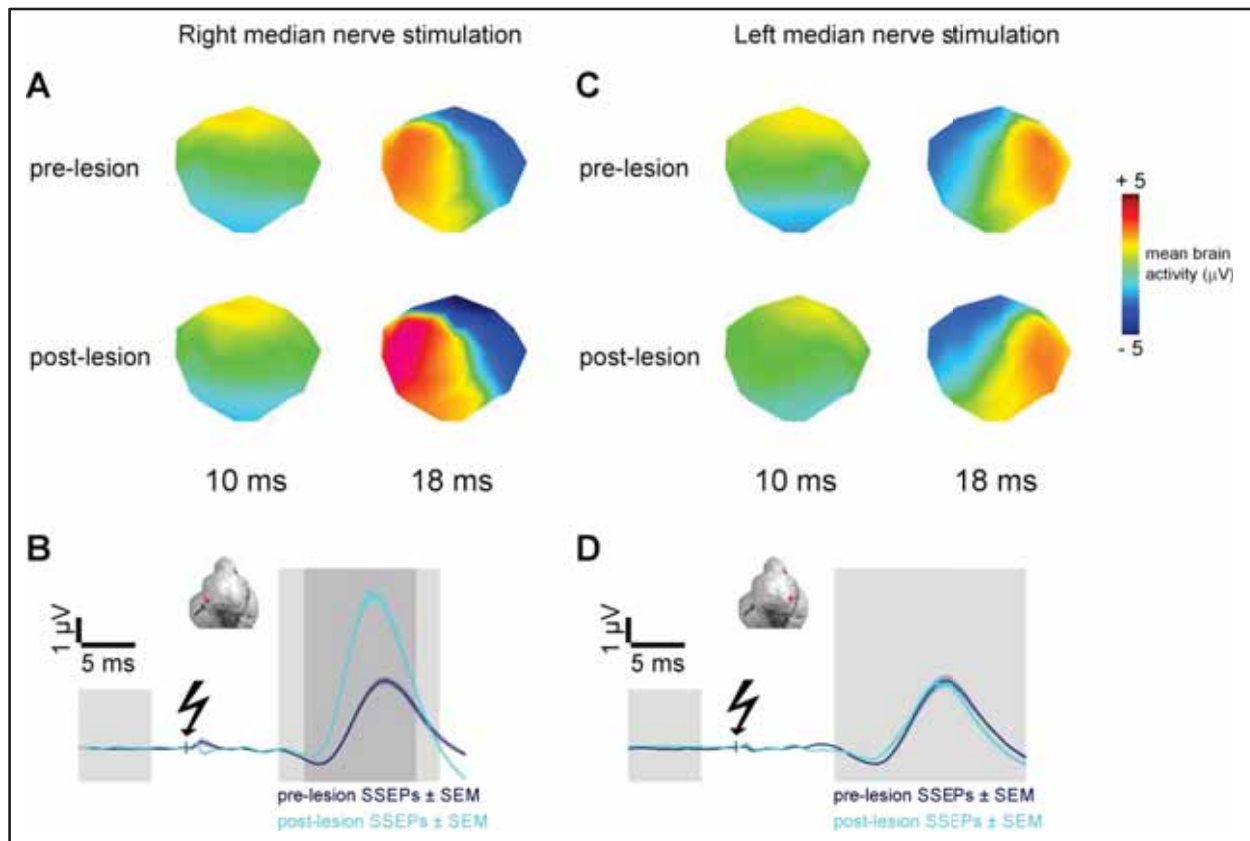 Right median nerve stimulation
Left median nerve stimulation
A
C
pre-lesion
pre-lesion
+ 5
mean brain
activity (μV)
- 5
post-lesion
post-lesion
10 ms
18 ms
10 ms
18 ms
B
D
1 μV
5 ms
1 μV
5 ms
pre-lesion SSEPs ± SEM
post-lesion SSEPs ± SEM
pre-lesion SSEPs ± SEM
post-lesion SSEPs ± SEM